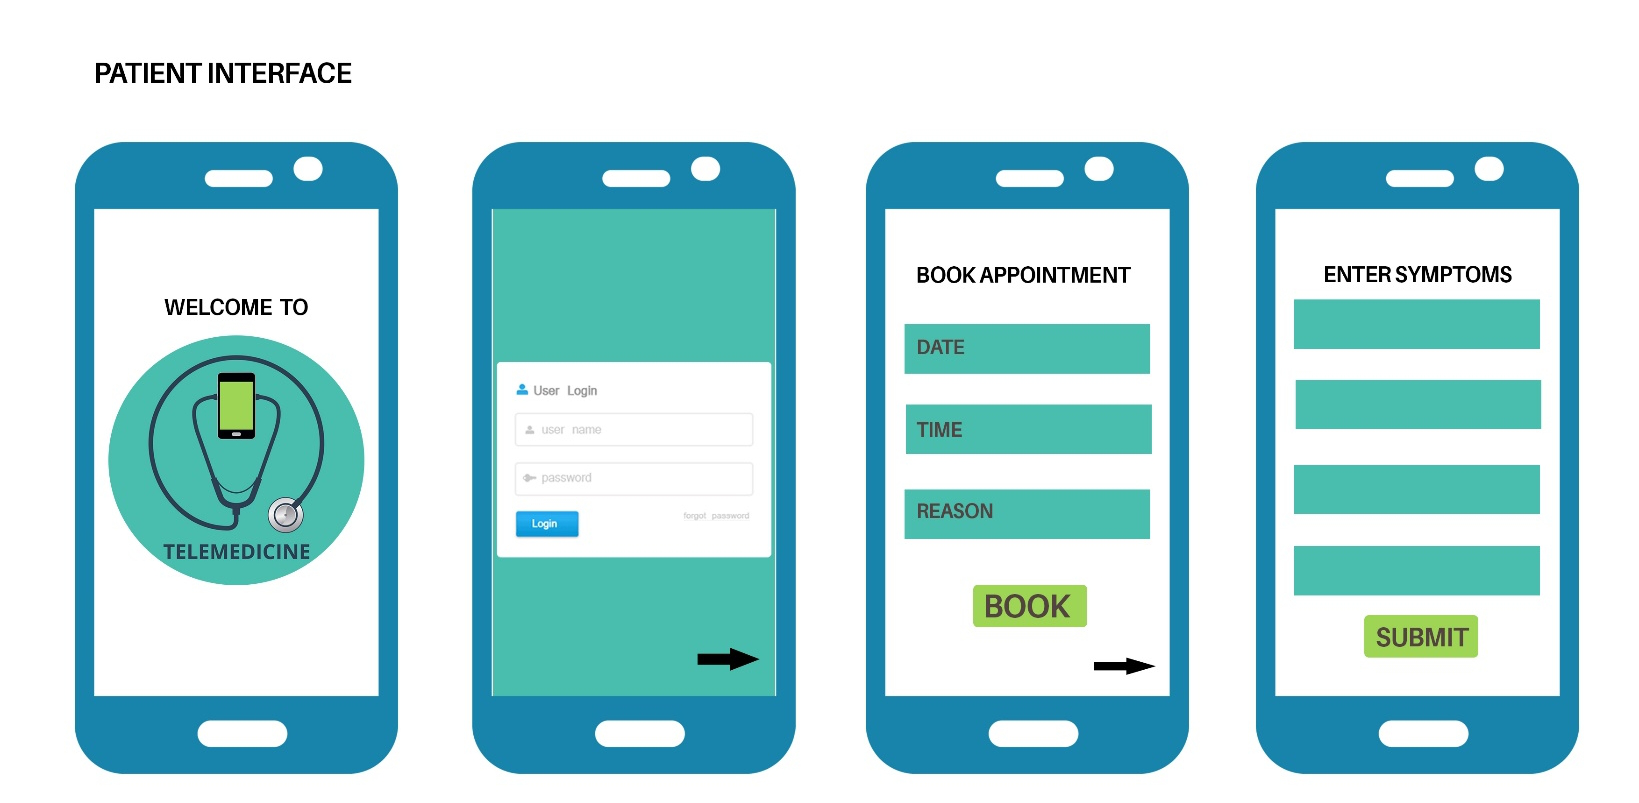 PATIENT INTERFACE
WELCOME TO
TELEMEDICINE
User Login
user name
password
Login
forgot password
BOOK APPOINTMENT
DATE
TIME
REASON
BOOK
ENTER SYMPTOMS
SUBMIT